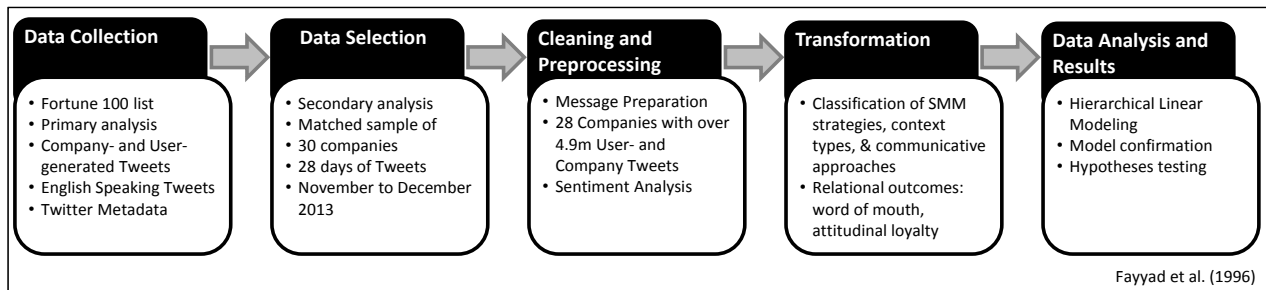 Data Collection
• Fortune 100 list
• Primary analysis
• Company- and User-
generated Tweets
• English Speaking Tweets
• Twitter Metadata
Data Selection
• Secondary analysis
• Matched sample of
• 30 companies
• 28 days of Tweets
• November to December
2013
Cleaning and
Preprocessing
• Message Preparation
• 28 Companies with over
4.9m User- and
Company Tweets
• Sentiment Analysis
Transformation
• Classification of SMM
strategies, context
types, & communicative
approaches
• Relational outcomes:
word of mouth,
attitudinal loyalty
Data Analysis and
Results
• Hierarchical Linear
Modeling
• Model confirmation
• Hypotheses testing
Fayyad et al. (1996)